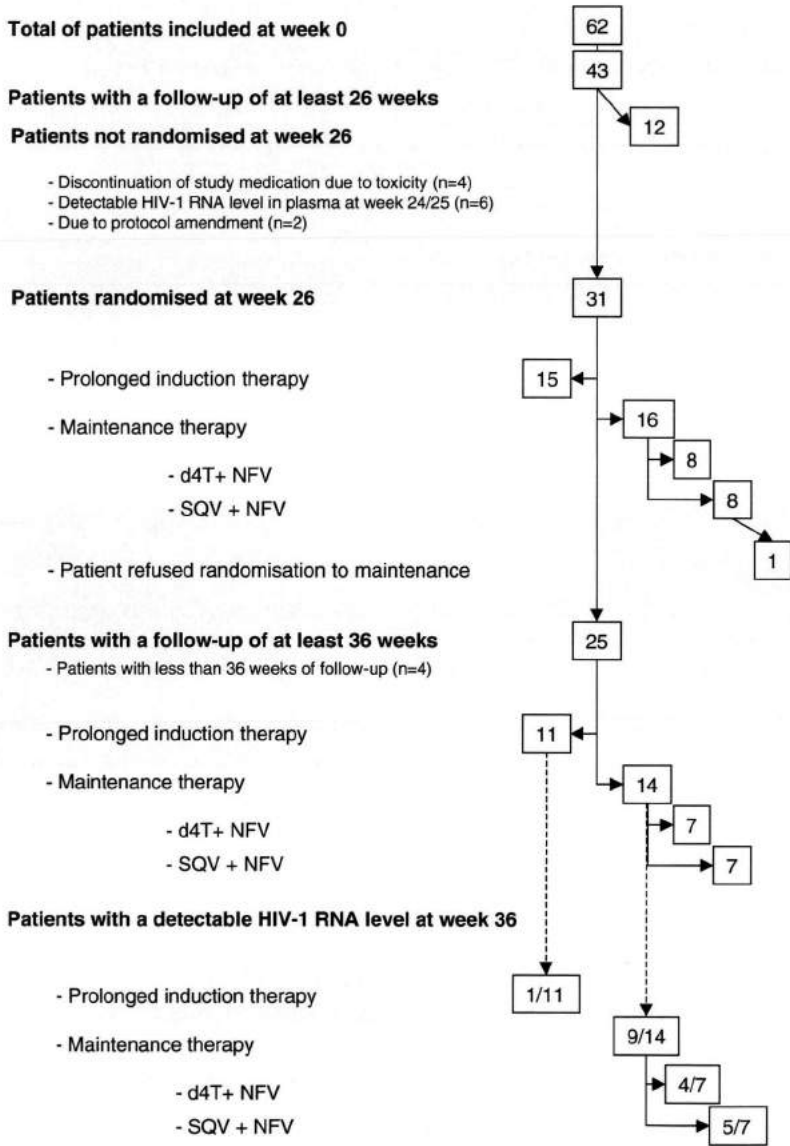 Total of patients included at week 0 62
43
Patients with a follow-up of at least 26 weeks
12
Patients not randomised at week 26
- Discontinuation of study medication due to toxicity (n=4)
- Detectable HIV-1 RNA level in plasma at week 24/25 (n=6)
- Due to protocol amendment (n=2)
Patients randomised at week 26 31
- Prolonged induction therapy 15
- Maintenance therapy 16
- d4T+ NFV 8
- SQV + NFV 8
- Patient refused randomisation to maintenance 1
Patients with a follow-up of at least 36 weeks 25
- Patients with less than 36 weeks of follow-up (n=4)
- Prolonged induction therapy 11
- Maintenance therapy 14
- d4T+ NFV 7
- SQV + NFV 7
Patients with a detectable HIV-1 RNA level at week 36
- Prolonged induction therapy 1/11
- Maintenance therapy 9/14
- d4T+ NFV 4/7
- SQV + NFV 5/7